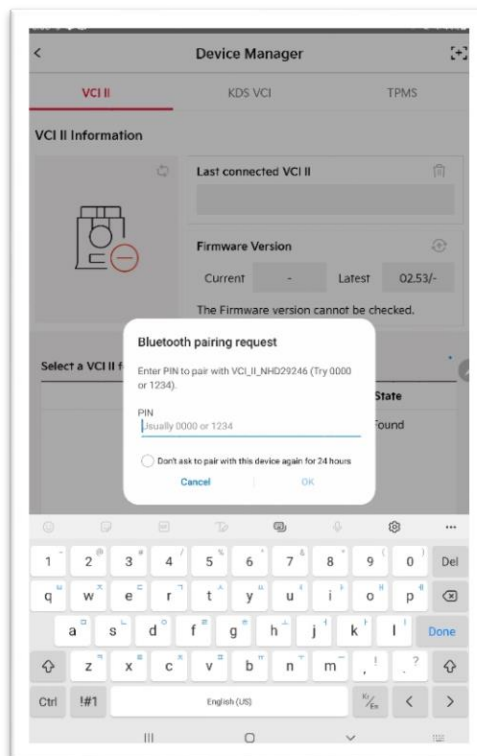 Device Manager
VCI II
KDS VCI
TPMS
VCI II Information
Last connected VCI II
Firmware Version
Current - Latest 02.53/-
The Firmware version cannot be checked.
Select a VCI II f
State
Found
Bluetooth pairing request
Enter PIN to pair with VCI_II_NHD29246 (Try 0000
or 1234).
PIN
Usually 0000 or 1234
Don't ask to pair with this device again for 24 hours
Cancel
OK
1 2 3 4 5 6 7 8 9 0 Del
q w e r t y u i o p
a s d f g h j k l Done
z x c v b n m , ! . ?
Ctrl !#1 English (US) Kr/En < >